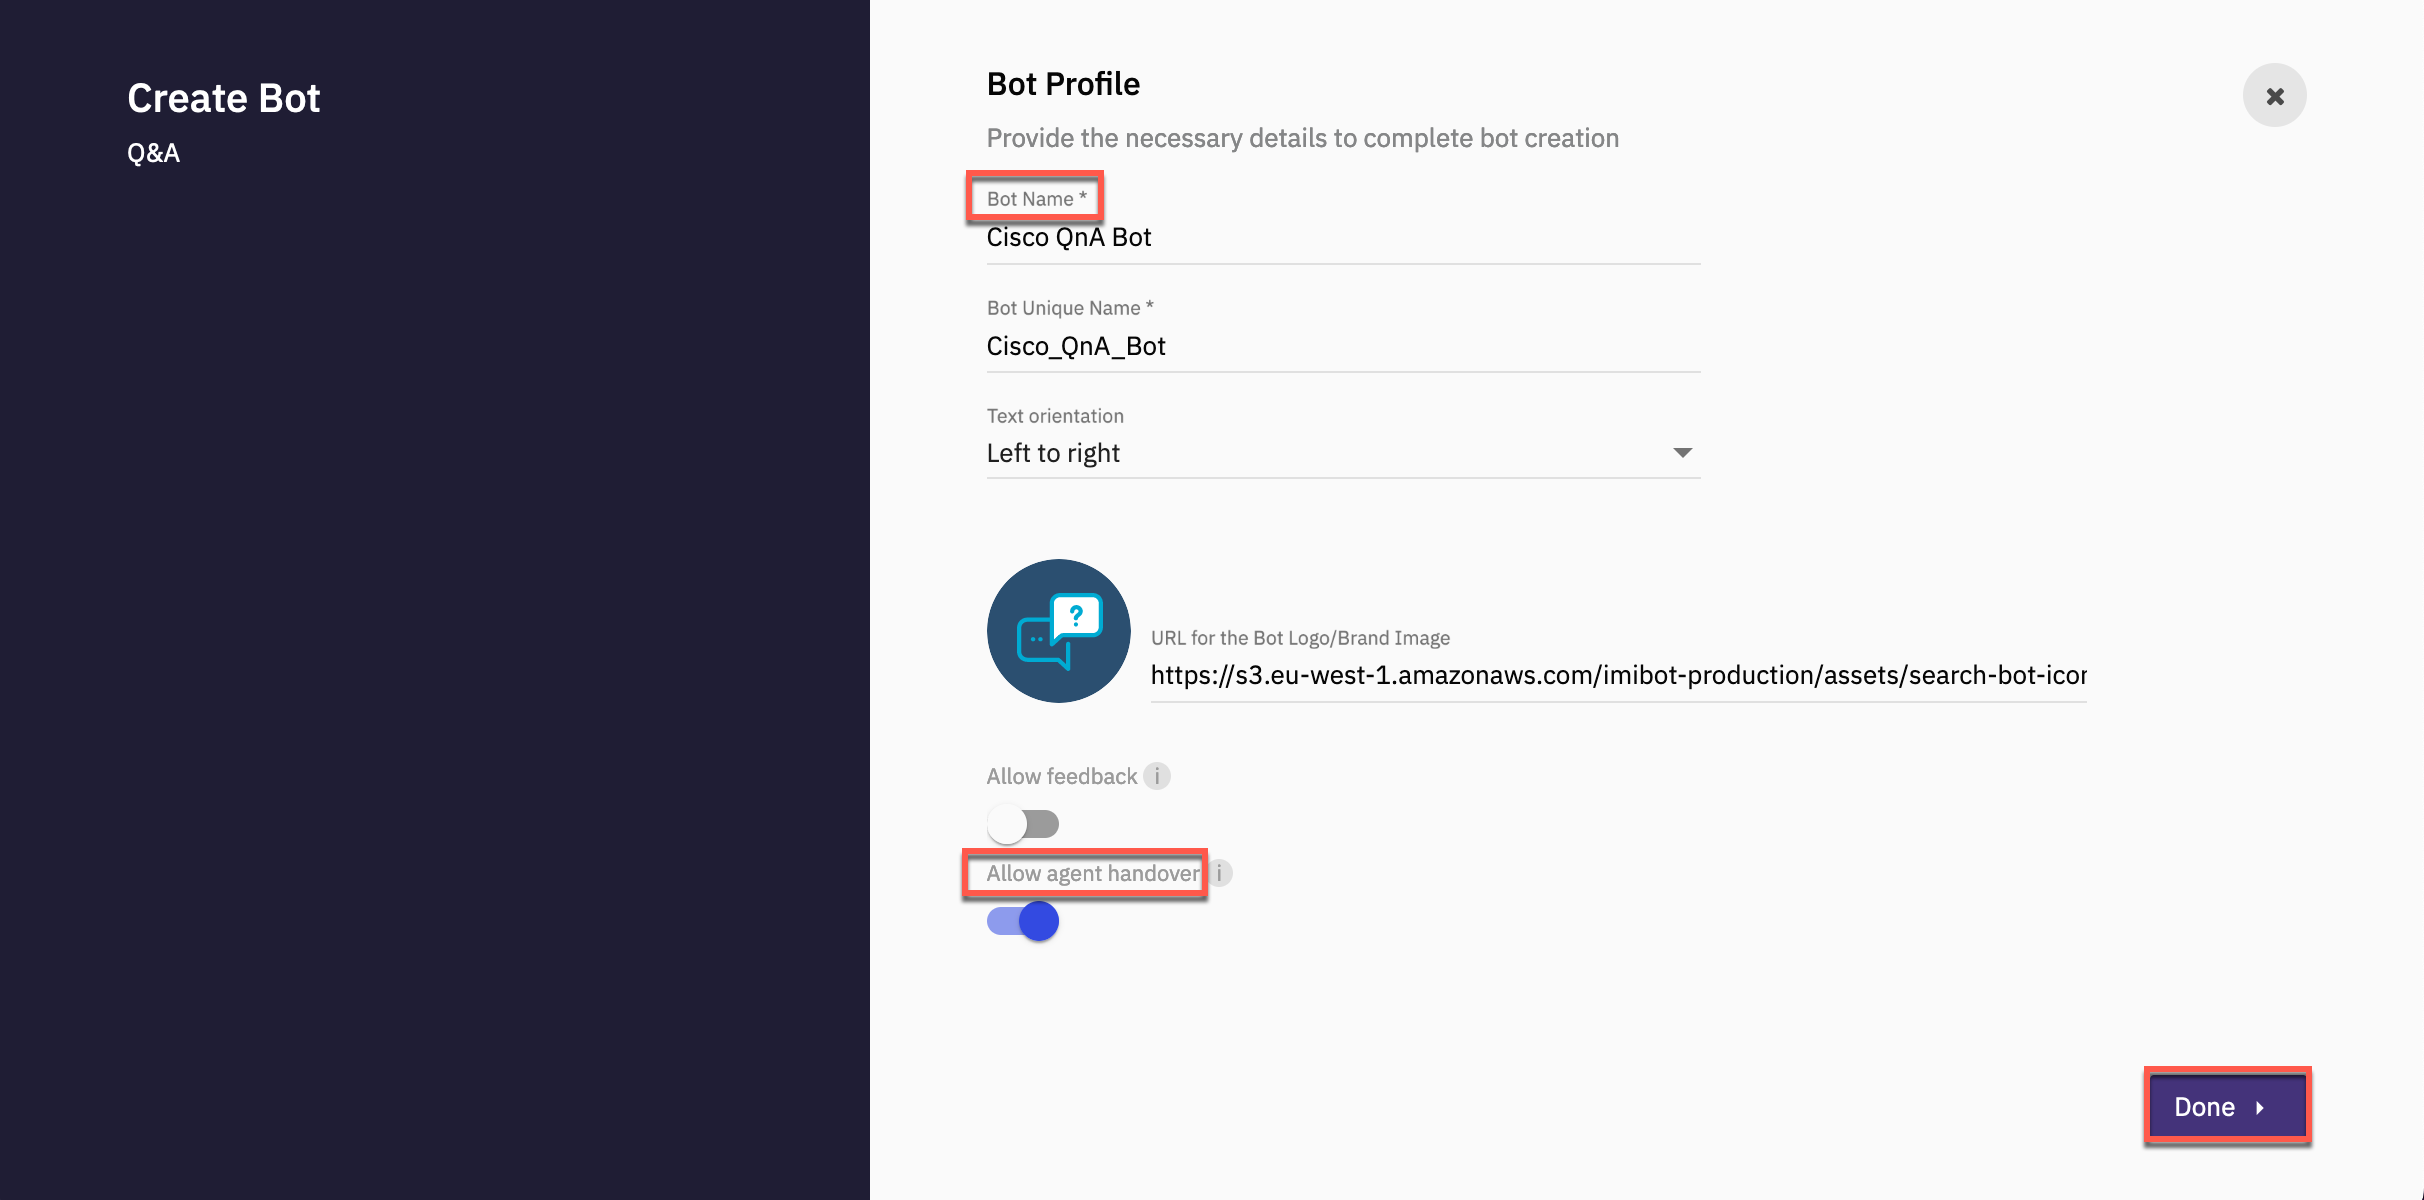 Create Bot
Q&A
Bot Profile
Provide the necessary details to complete bot creation
Bot Name *
Cisco QnA Bot
Bot Unique Name *
Cisco_QnA_Bot
Text orientation
Left to right
?
URL for the Bot Logo/Brand Image
https://s3.eu-west-1.amazonaws.com/imibot-production/assets/search-bot-icon
Allow feedback i
Allow agent handover i
Done